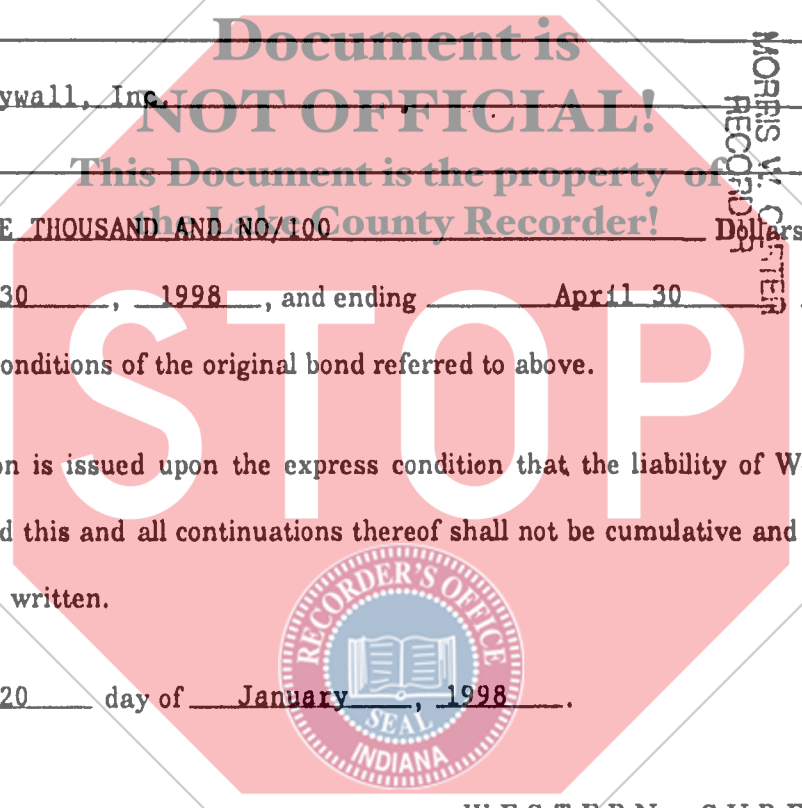 Document is
ywall, Inc.
NOT OFFICIAL!
MORRIS W. CARTER
RECORDER
This Document is the property of
the Lake County Recorder!
E THOUSAND AND NO/100 Dollars
30, 1998, and ending April 30
onditions of the original bond referred to above.
STOP
on is issued upon the express condition that the liability of W
d this and all continuations thereof shall not be cumulative and
written.
RECORDER'S OFFICE
SEAL
INDIANA
20 day of January, 1998.
WESTERN SURE